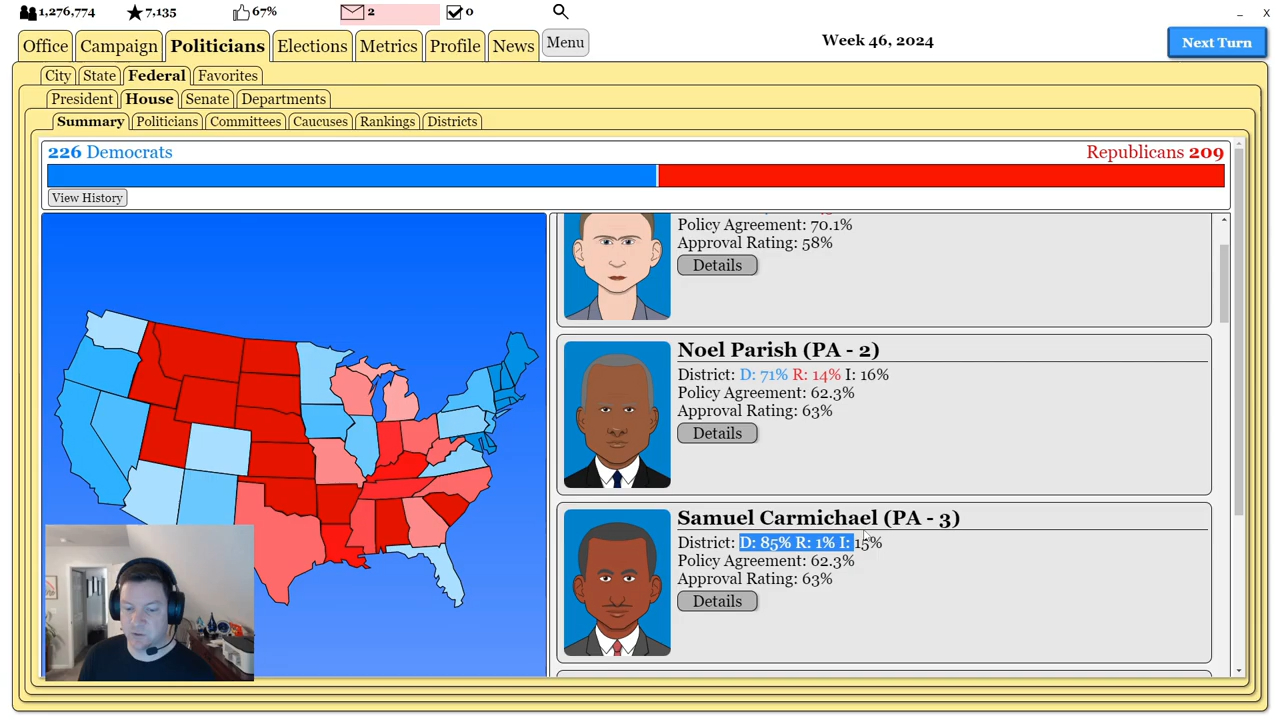 1,276,774 7,135 67% 2 0
_ X
Office Campaign Politicians Elections Metrics Profile News Menu
Week 46, 2024
Next Turn
City State Federal Favorites
President House Senate Departments
Summary Politicians Committees Caucuses Rankings Districts
226 Democrats
Republicans 209
View History
Policy Agreement: 70.1%
Approval Rating: 58%
Details
Noel Parish (PA - 2)
District: D: 71% R: 14% I: 16%
Policy Agreement: 62.3%
Approval Rating: 63%
Details
Samuel Carmichael (PA - 3)
District: D: 85% R: 1% I: 15%
Policy Agreement: 62.3%
Approval Rating: 63%
Details